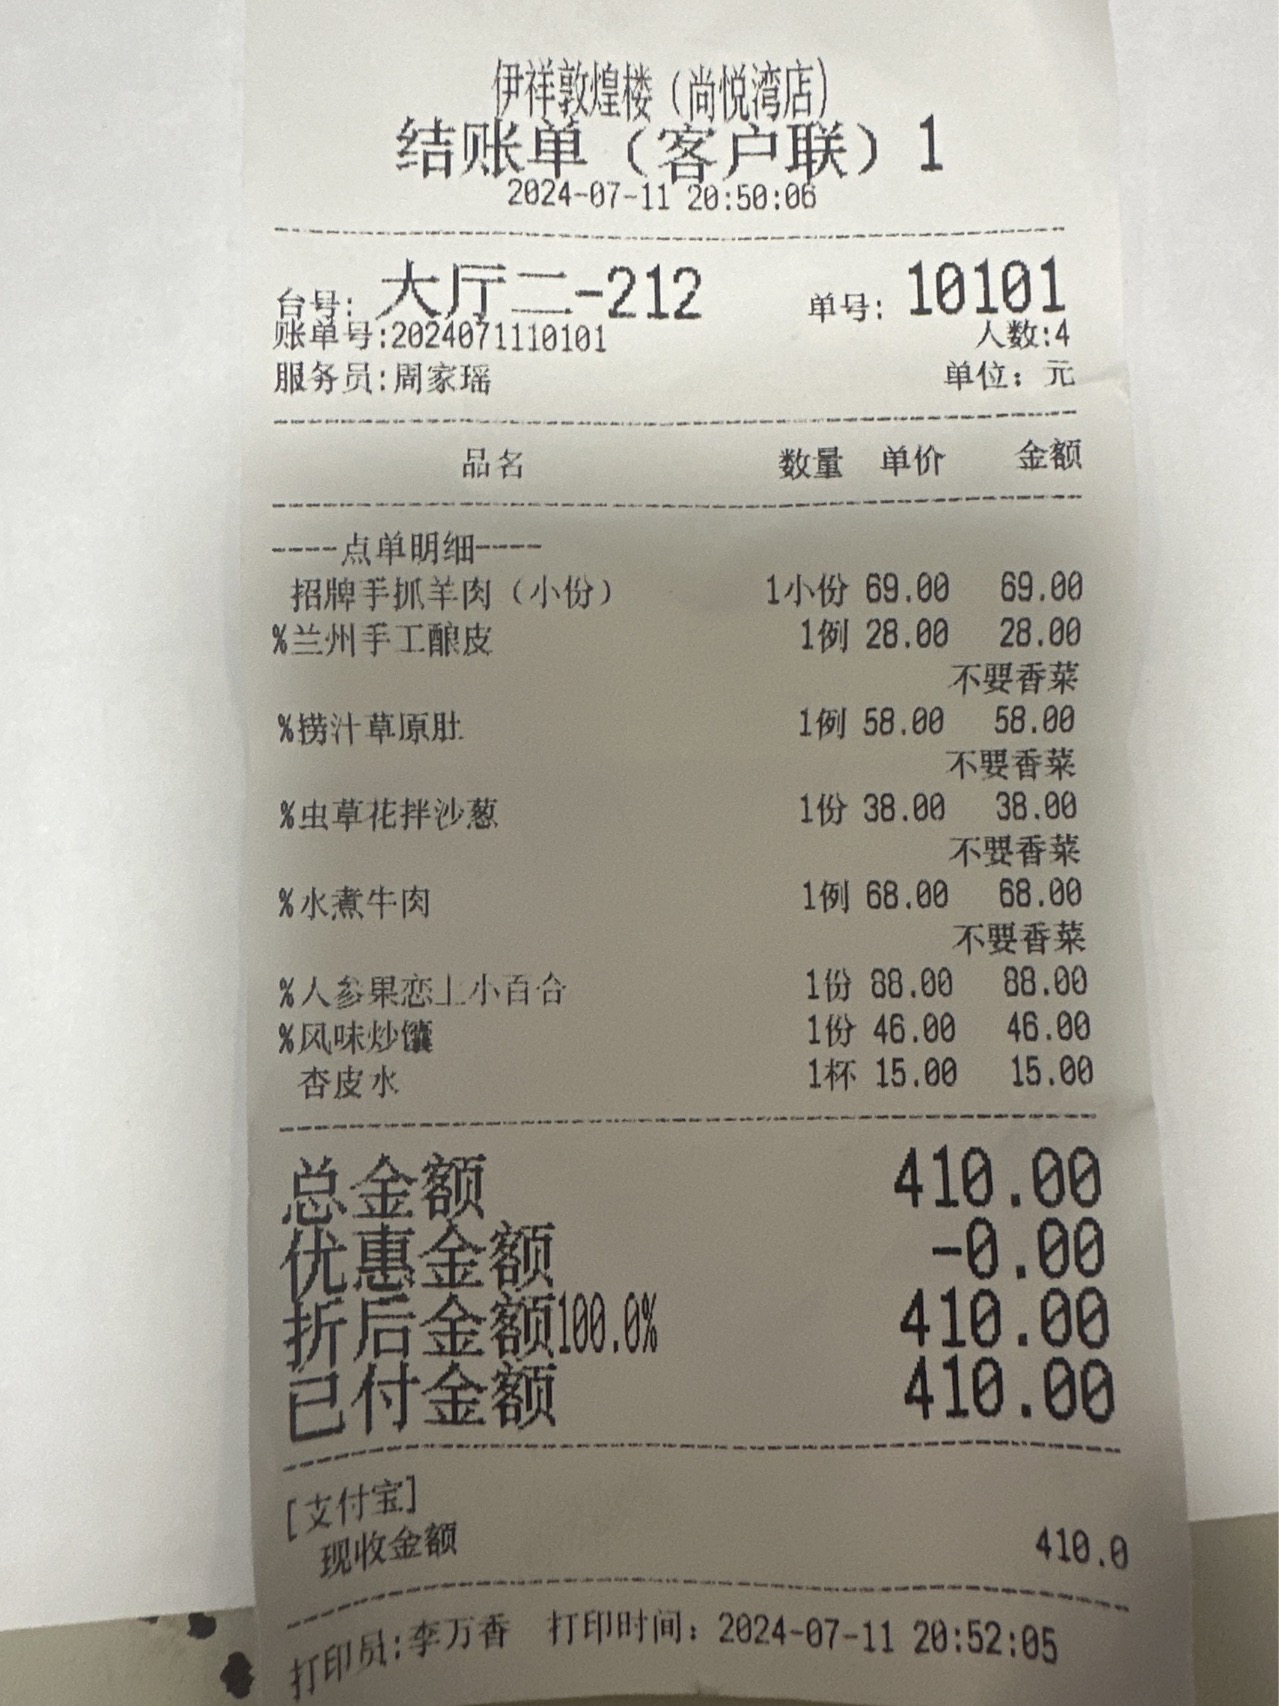 伊祥敦煌楼（尚悦湾店）
结账单（客户联）1
2024-07-11 20:50:06
台号：大厅二-212 单号：10101
账单号:2024071110101 人数:4
服务员:周家瑶 单位：元
品名 数量 单价 金额
----点单明细----
招牌手抓羊肉（小份） 1小份 69.00 69.00
%兰州手工酿皮 1例 28.00 28.00
不要香菜
%捞汁草原肚 1例 58.00 58.00
不要香菜
%虫草花拌沙葱 1份 38.00 38.00
不要香菜
%水煮牛肉 1例 68.00 68.00
不要香菜
%人参果恋上小百合 1份 88.00 88.00
%风味炒馕 1份 46.00 46.00
杏皮水 1杯 15.00 15.00
总金额 410.00
优惠金额 -0.00
折后金额100.0% 410.00
已付金额 410.00
[支付宝]
现收金额 410.0
打印员:李万香 打印时间：2024-07-11 20:52:05